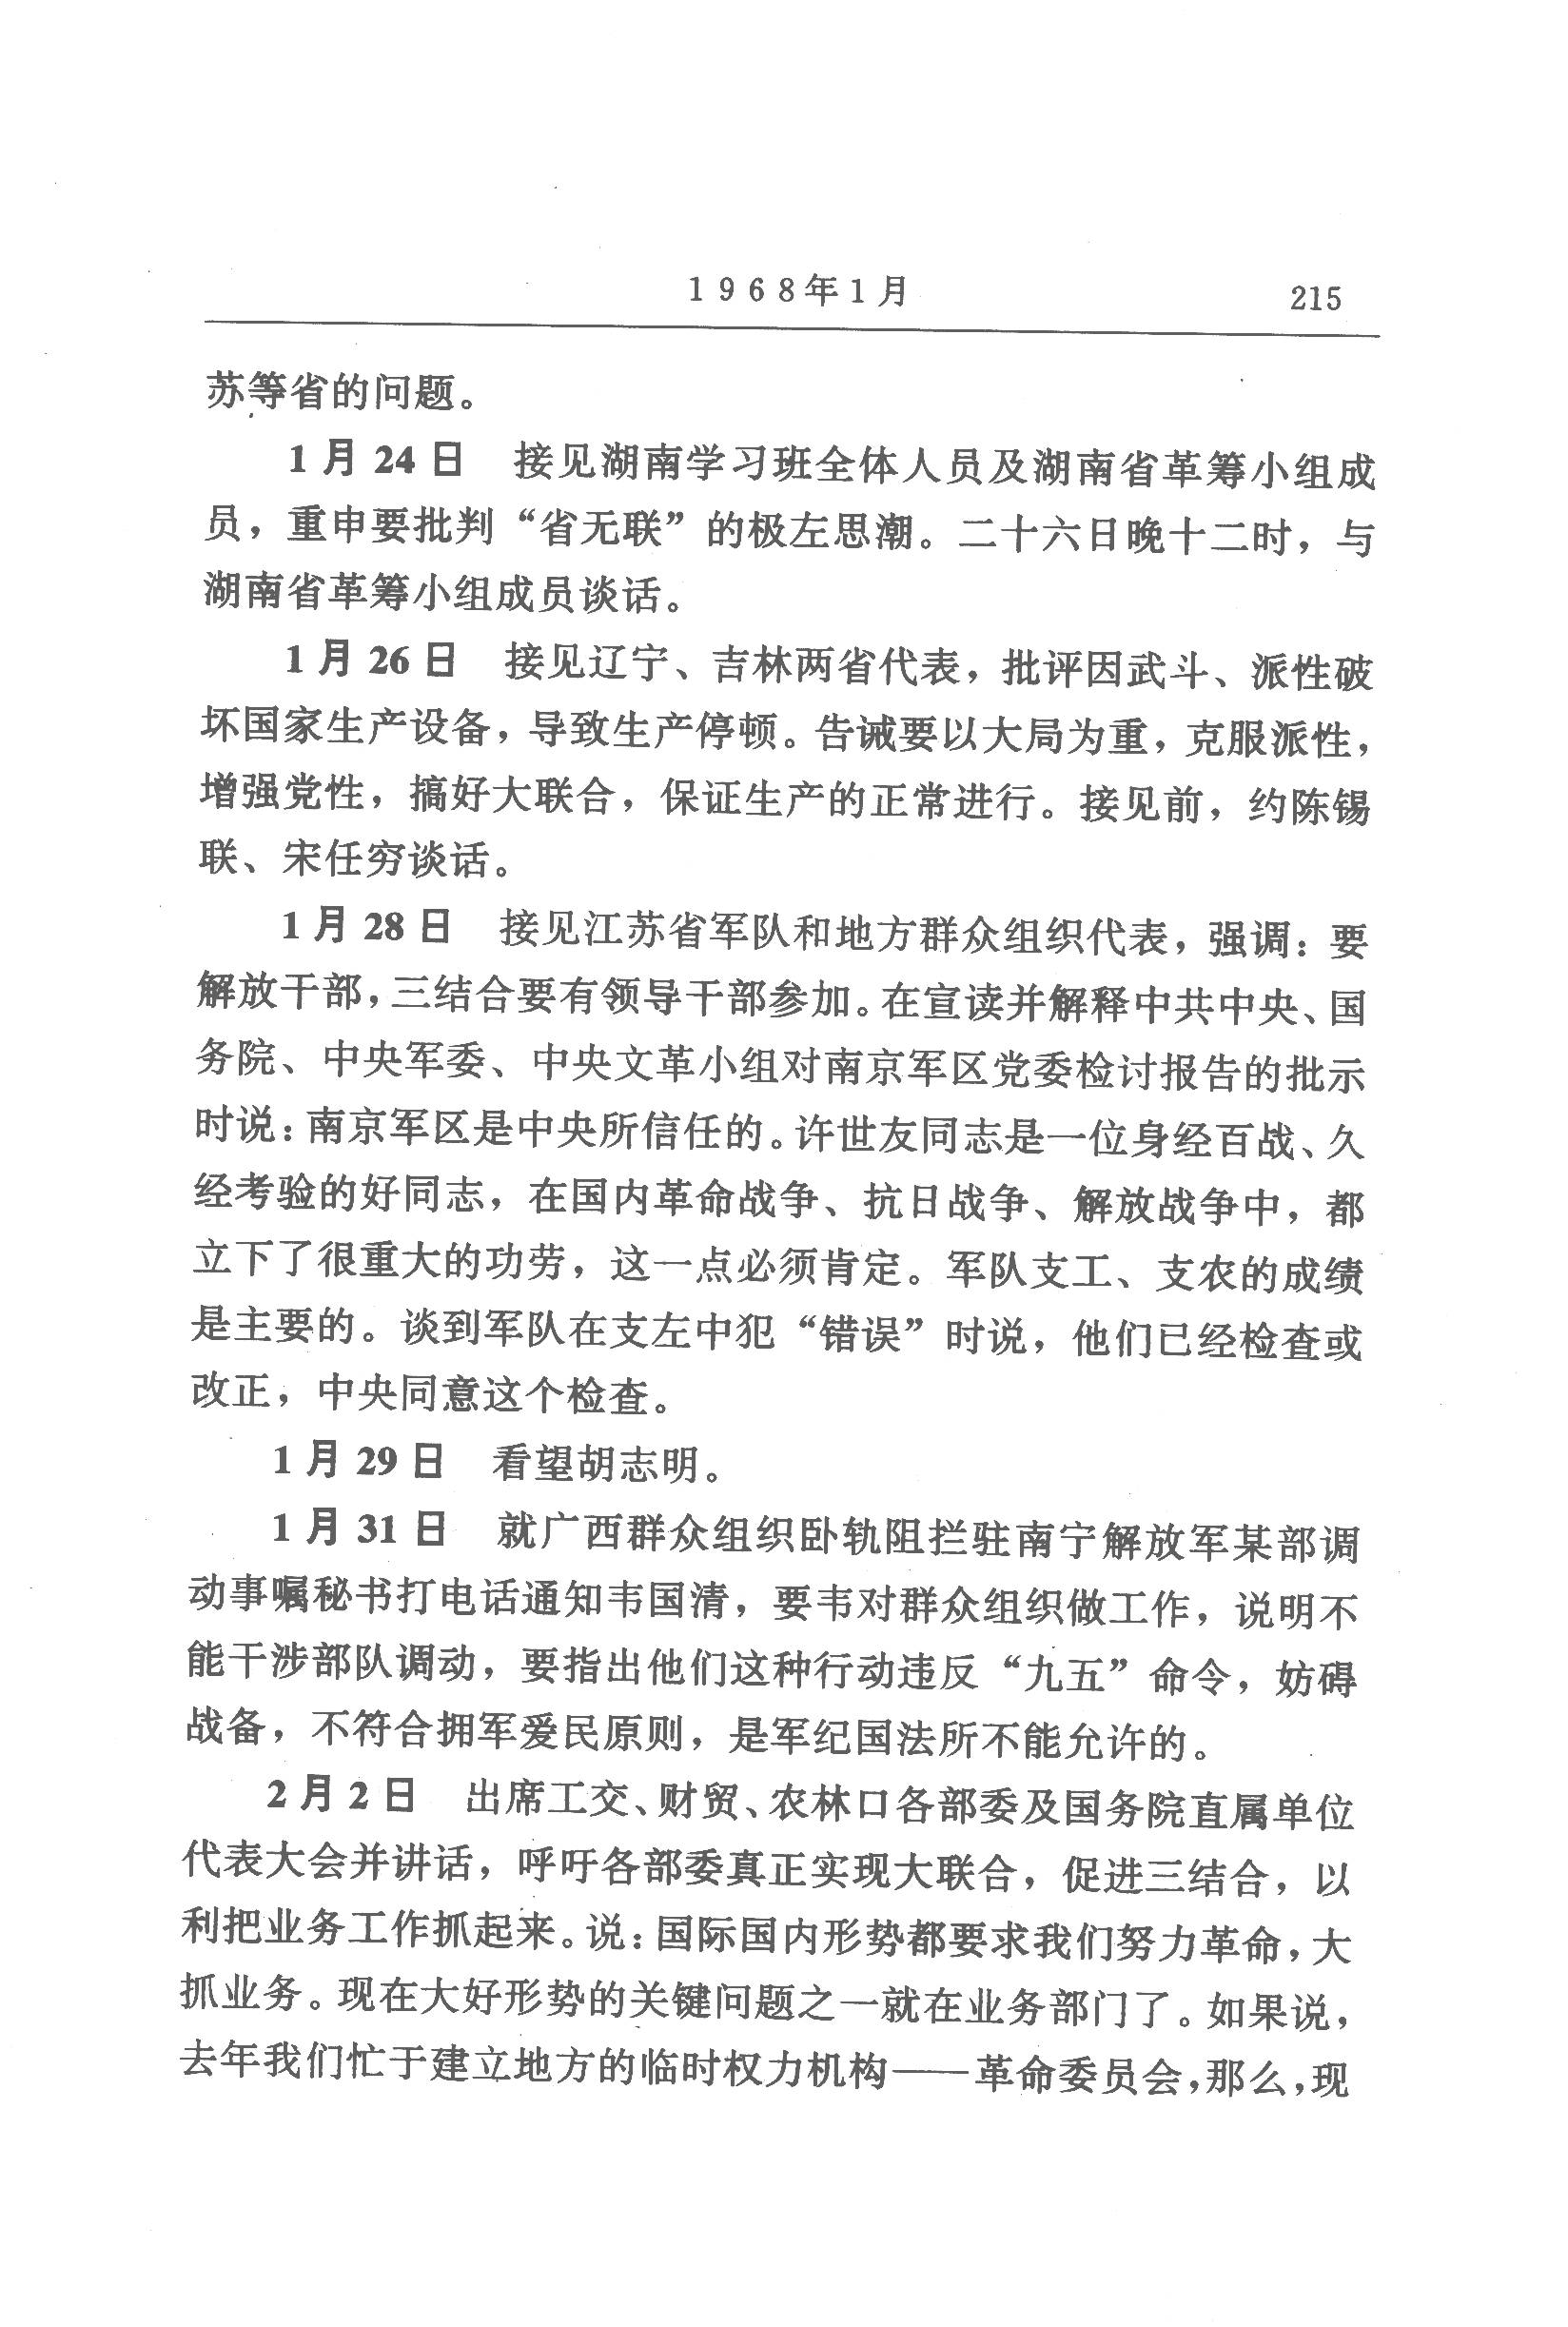 1968年1月
215
苏等省的问题。
1月24日 接见湖南学习班全体人员及湖南省革筹小组成
员，重申要批判“省无联”的极左思潮。二十六日晚十二时，与
湖南省革筹小组成员谈话。
1月26日 接见辽宁、吉林两省代表，批评因武斗、派性破
坏国家生产设备，导致生产停顿。告诫要以大局为重，克服派性，
增强党性，搞好大联合，保证生产的正常进行。接见前，约陈锡
联、宋任穷谈话。
1月28日 接见江苏省军队和地方群众组织代表，强调：要
解放干部，三结合要有领导干部参加。在宣读并解释中共中央、国
务院、中央军委、中央文革小组对南京军区党委检讨报告的批示
时说：南京军区是中央所信任的。许世友同志是一位身经百战、久
经考验的好同志，在国内革命战争、抗日战争、解放战争中，都
立下了很重大的功劳，这一点必须肯定。军队支工、支农的成绩
是主要的。谈到军队在支左中犯“错误”时说，他们已经检查或
改正，中央同意这个检查。
1月29日 看望胡志明。
1月31日 就广西群众组织卧轨阻拦驻南宁解放军某部调
动事嘱秘书打电话通知韦国清，要韦对群众组织做工作，说明不
能干涉部队调动，要指出他们这种行动违反“九五”命令，妨碍
战备，不符合拥军爱民原则，是军纪国法所不能允许的。
2月2日 出席工交、财贸、农林口各部委及国务院直属单位
代表大会并讲话，呼吁各部委真正实现大联合，促进三结合，以
利把业务工作抓起来。说：国际国内形势都要求我们努力革命，大
抓业务。现在大好形势的关键问题之一就在业务部门了。如果说，
去年我们忙于建立地方的临时权力机构——革命委员会，那么，现